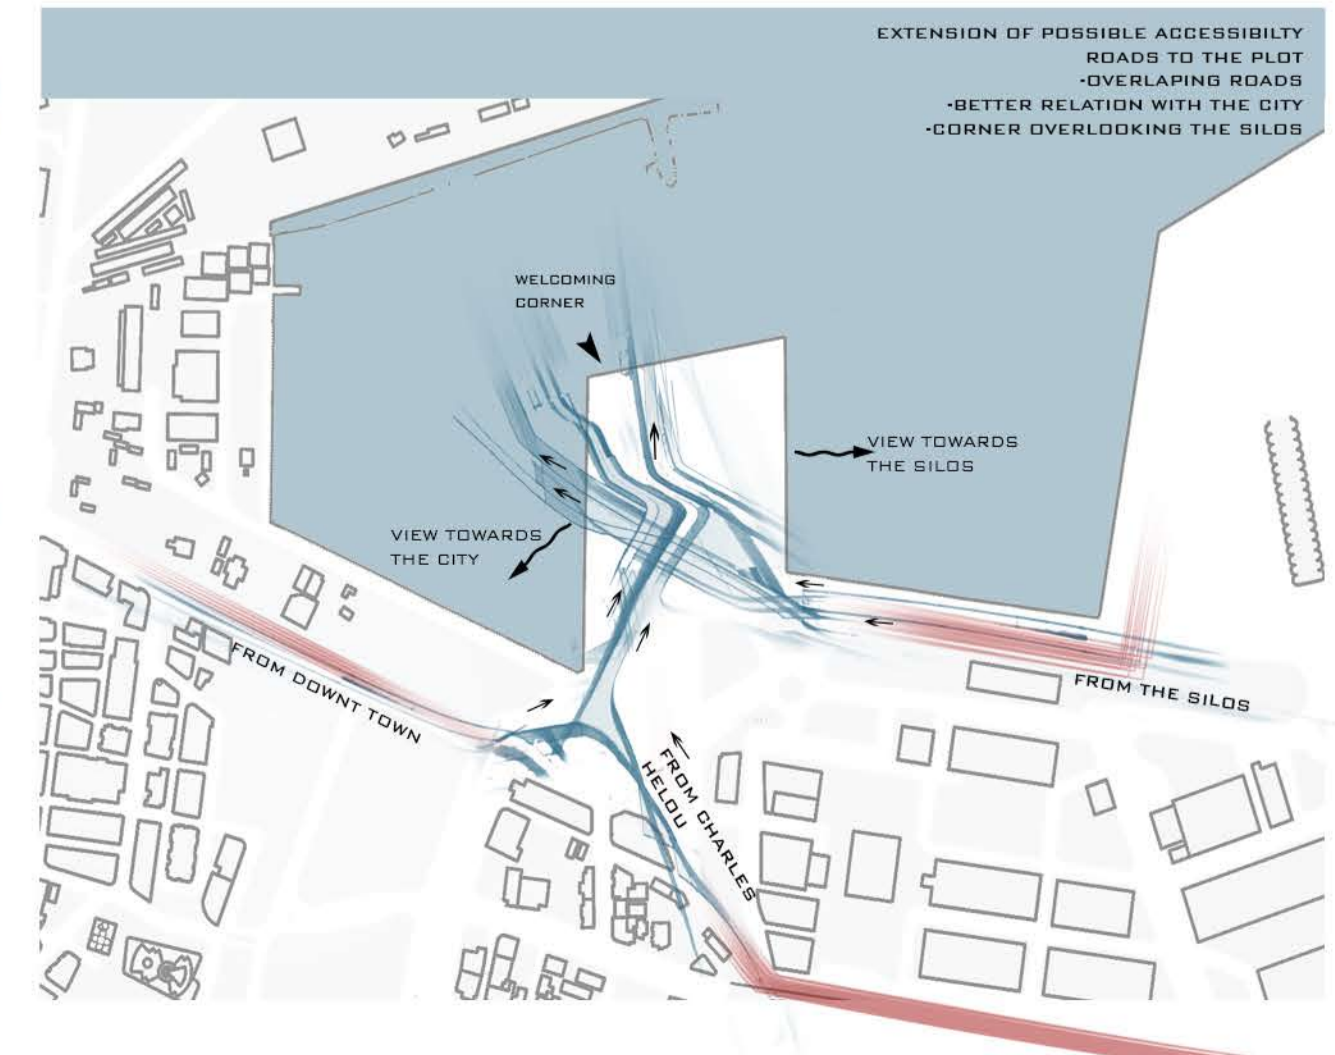 EXTENSION OF POSSIBLE ACCESSIBILTY
ROADS TO THE PLOT
-OVERLAPING ROADS
-BETTER RELATION WITH THE CITY
-CORNER OVERLOOKING THE SILOS
WELCOMING
CORNER
VIEW TOWARDS
THE SILOS
VIEW TOWARDS
THE CITY
FROM DOWNT TOWN
FROM THE SILOS
FROM CHARLES
HELOU